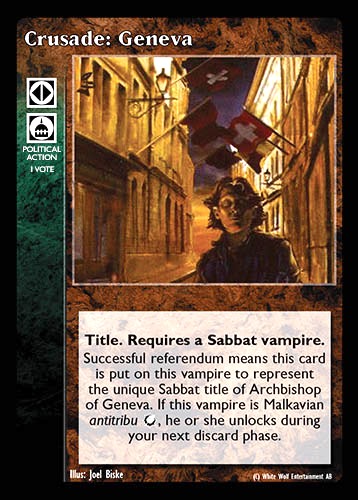 Crusade: Geneva
POLITICAL
ACTION
1 VOTE
Title. Requires a Sabbat vampire.
Successful referendum means this card
is put on this vampire to represent
the unique Sabbat title of Archbishop
of Geneva. If this vampire is Malkavian
antitribu , he or she unlocks during
your next discard phase.
Illus: Joel Biske
(C) White Wolf Entertainment AB